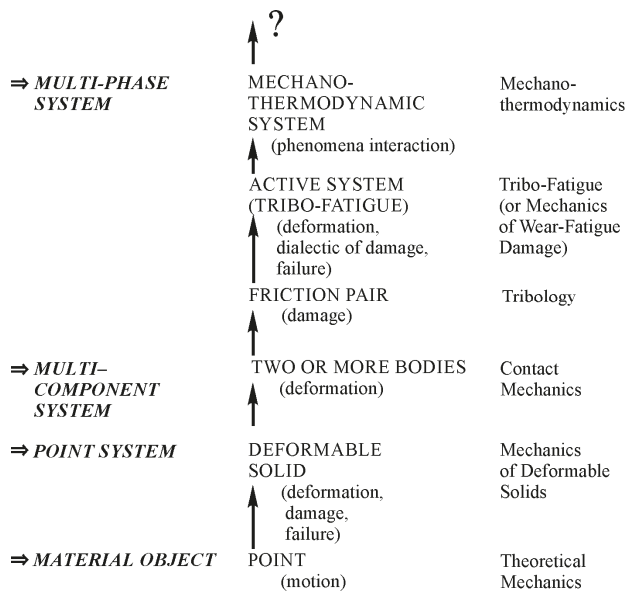 ?
⇒ MULTI-PHASE
SYSTEM
MECHANO-
THERMODYNAMIC
SYSTEM
(phenomena interaction)
Mechano-
thermodynamics
ACTIVE SYSTEM
(TRIBO-FATIGUE)
(deformation,
dialectic of damage,
failure)
Tribo-Fatigue
(or Mechanics
of Wear-Fatigue
Damage)
FRICTION PAIR
(damage)
Tribology
⇒ MULTI–
COMPONENT
SYSTEM
TWO OR MORE BODIES
(deformation)
Contact
Mechanics
⇒ POINT SYSTEM
DEFORMABLE
SOLID
(deformation,
damage,
failure)
Mechanics
of Deformable
Solids
⇒ MATERIAL OBJECT
POINT
(motion)
Theoretical
Mechanics